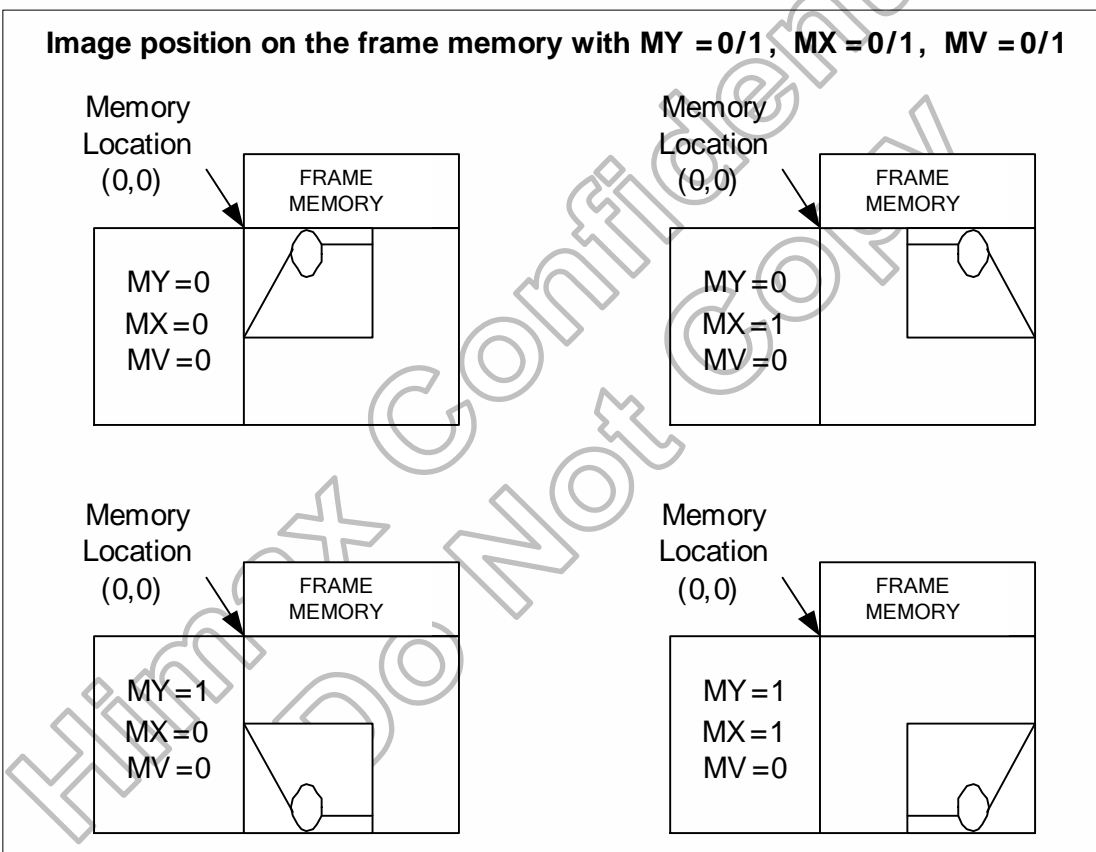 Image position on the frame memory with MY =0/1, MX =0/1, MV =0/1
Memory
Location
(0,0)
FRAME
MEMORY
MY=0
MX=0
MV=0
Memory
Location
(0,0)
FRAME
MEMORY
MY=0
MX=1
MV=0
Memory
Location
(0,0)
FRAME
MEMORY
MY=1
MX=0
MV=0
Memory
Location
(0,0)
FRAME
MEMORY
MY=1
MX=1
MV=0
Himax
Do Not Copy